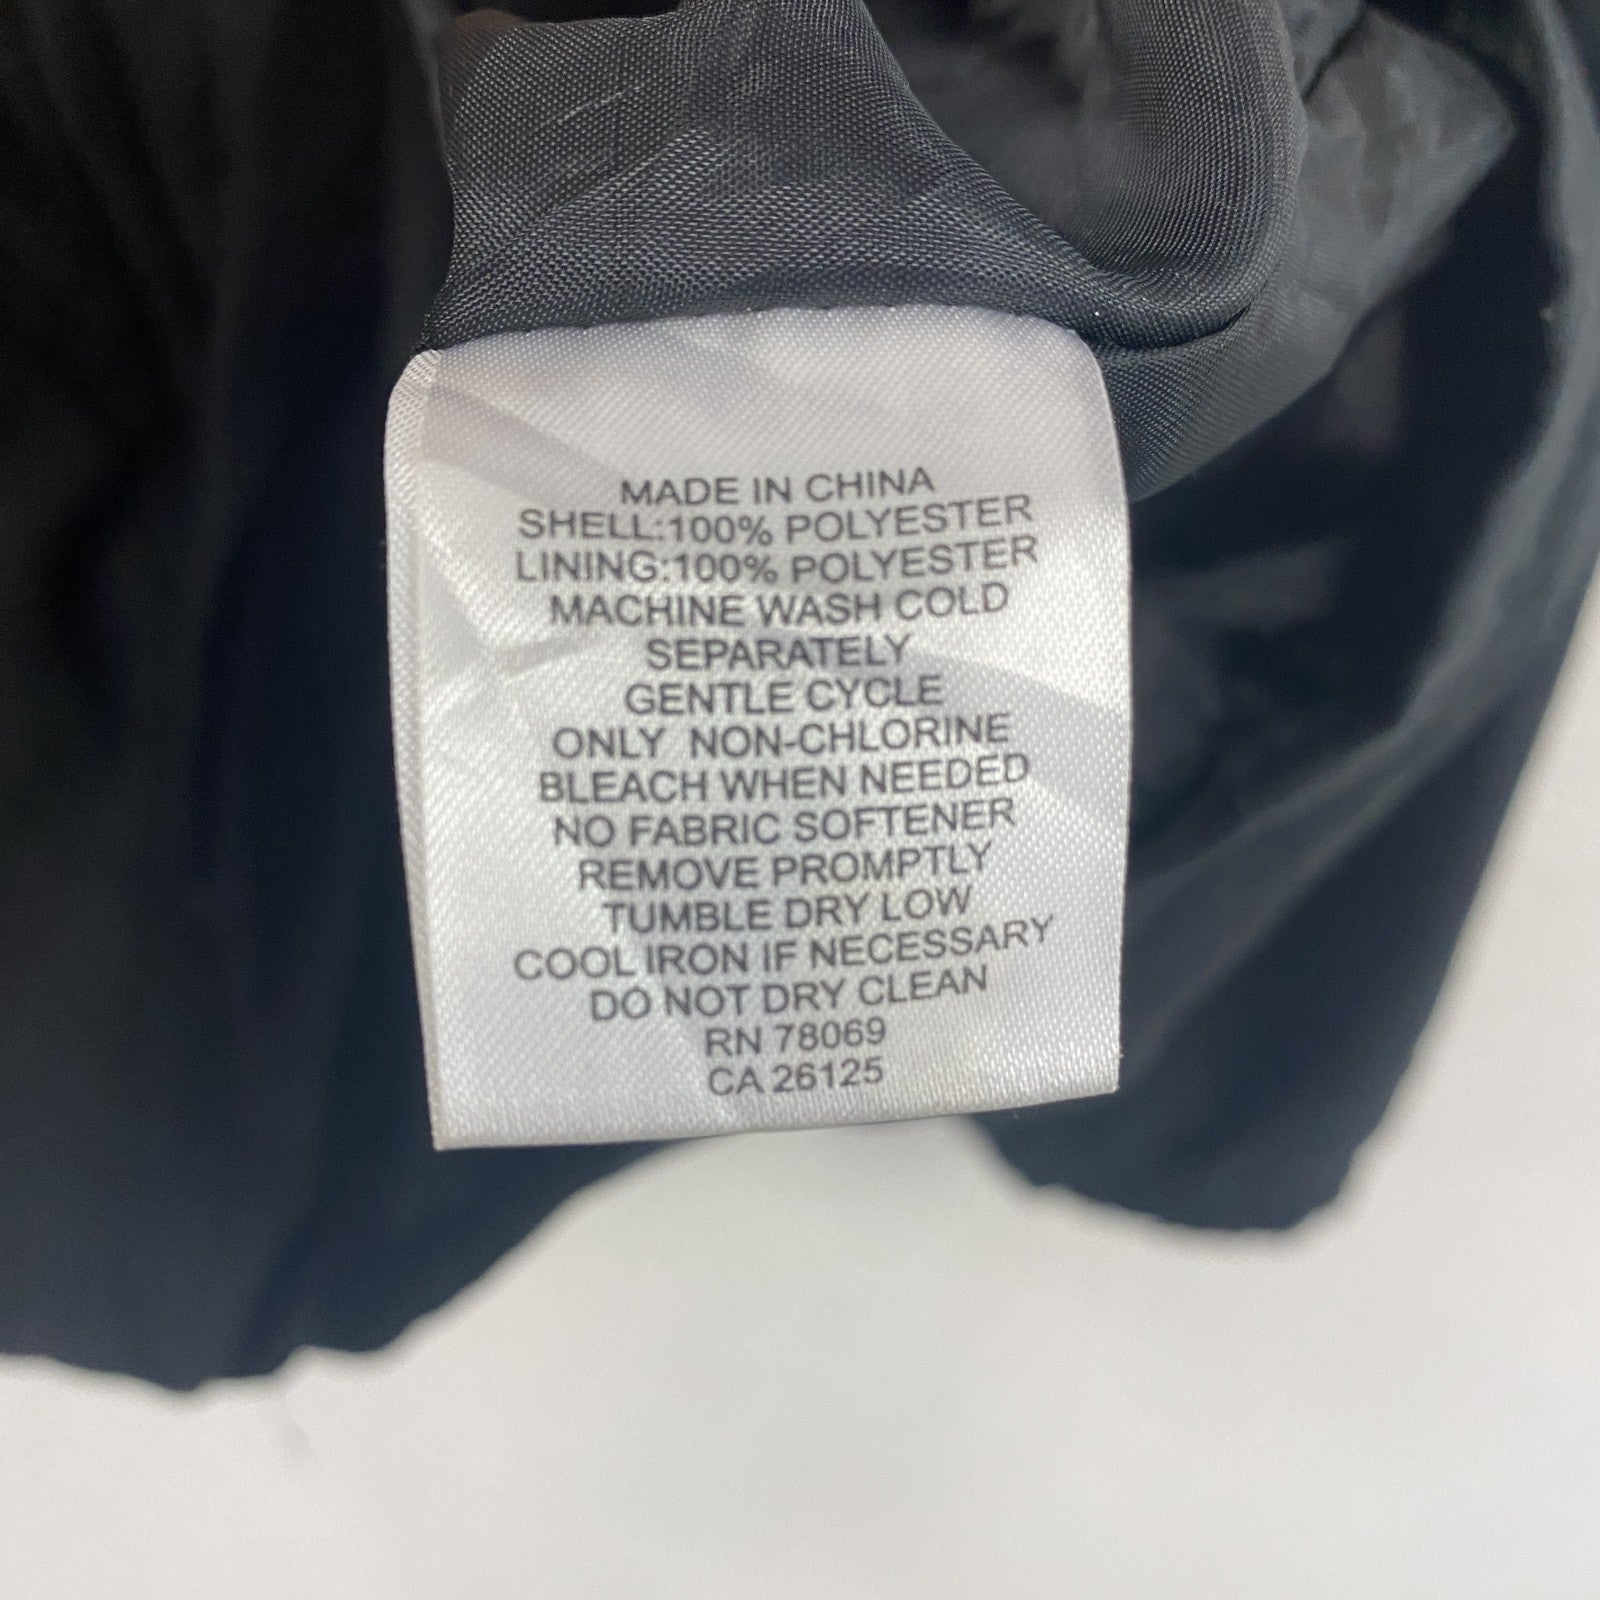 MADE IN CHINA
SHELL:100% POLYESTER
LINING:100% POLYESTER
MACHINE WASH COLD
SEPARATELY
GENTLE CYCLE
ONLY NON-CHLORINE
BLEACH WHEN NEEDED
NO FABRIC SOFTENER
REMOVE PROMPTLY
TUMBLE DRY LOW
COOL IRON IF NECESSARY
DO NOT DRY CLEAN
RN 78069
CA 26125